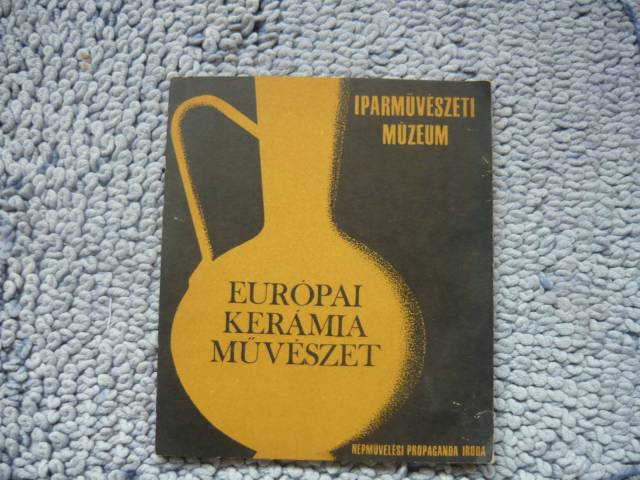 IPARMŰVÉSZETI
MÚZEUM
EURÓPAI
KERÁMIA
MŰVÉSZET
NÉPMŰVELÉSI PROPAGANDA IRODA